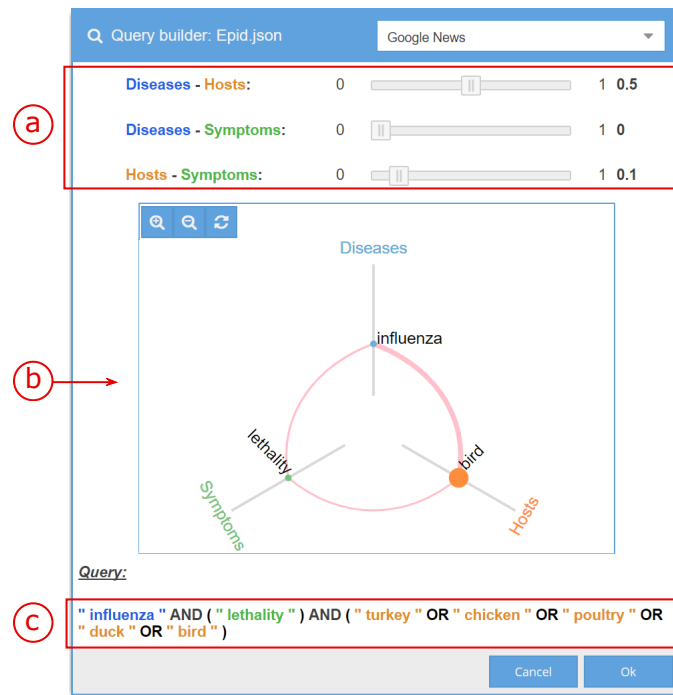 Query builder: Epid.json
Google News
a
Diseases - Hosts: 0 1 0.5
Diseases - Symptoms: 0 1 0
Hosts - Symptoms: 0 1 0.1
Diseases
influenza
b
lethality
bird
Symptoms
Hosts
Query:
c
" influenza " AND ( " lethality " ) AND ( " turkey " OR " chicken " OR " poultry " OR
" duck " OR " bird " )
Cancel
Ok